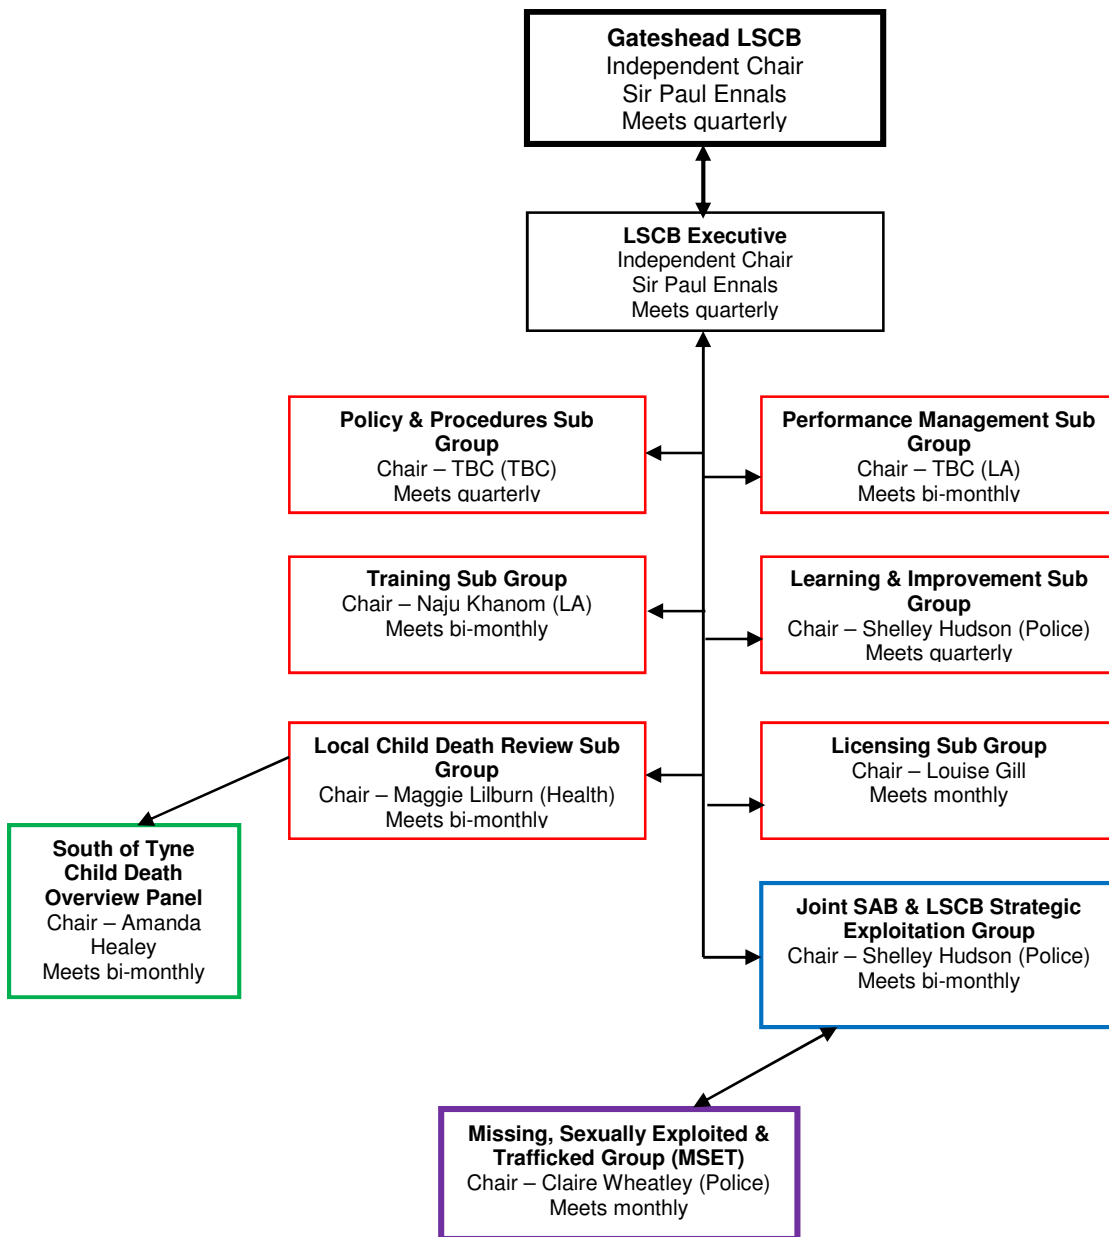 Gateshead LSCB
Independent Chair
Sir Paul Ennals
Meets quarterly
LSCB Executive
Independent Chair
Sir Paul Ennals
Meets quarterly
Policy & Procedures Sub
Group
Chair – TBC (TBC)
Meets quarterly
Performance Management Sub
Group
Chair – TBC (LA)
Meets bi-monthly
Training Sub Group
Chair – Naju Khanom (LA)
Meets bi-monthly
Learning & Improvement Sub
Group
Chair – Shelley Hudson (Police)
Meets quarterly
Local Child Death Review Sub
Group
Chair – Maggie Lilburn (Health)
Meets bi-monthly
Licensing Sub Group
Chair – Louise Gill
Meets monthly
South of Tyne
Child Death
Overview Panel
Chair – Amanda
Healey
Meets bi-monthly
Joint SAB & LSCB Strategic
Exploitation Group
Chair – Shelley Hudson (Police)
Meets bi-monthly
Missing, Sexually Exploited &
Trafficked Group (MSET)
Chair – Claire Wheatley (Police)
Meets monthly